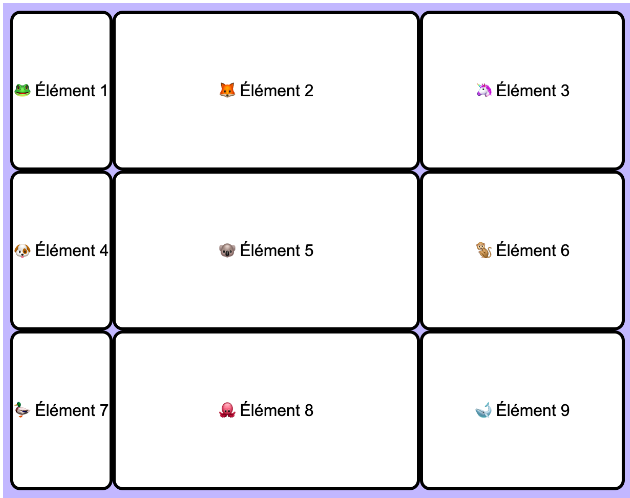 🐸 Élément 1
🦊 Élément 2
🦄 Élément 3
🐶 Élément 4
🐨 Élément 5
🐒 Élément 6
🦆 Élément 7
🐙 Élément 8
🐋 Élément 9